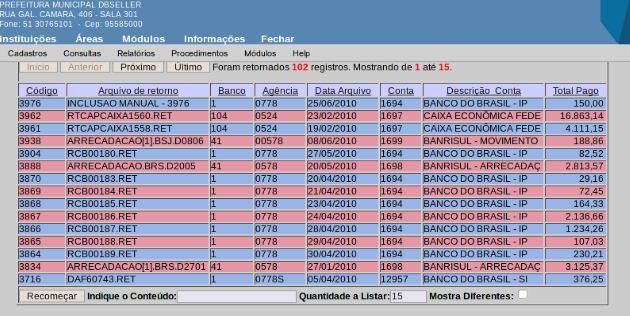 PREFEITURA MUNICIPAL DBSELLER
RUA GAL. CAMARA, 406 - SALA 301
Fone: 51 30765101 - Cep: 95585000
Instituições Áreas Módulos Informações Fechar
Cadastros Consultas Relatórios Procedimentos Módulos Help
Início Anterior Próximo Último Foram retornados 102 registros. Mostrando de 1 até 15.
Código Arquivo de retorno Banco Agência Data Arquivo Conta Descrição Conta Total Pago
3976 INCLUSAO MANUAL - 3976 1 0778 25/06/2010 1694 BANCO DO BRASIL - IP 150,00
3962 RTCAPCAIXA1560.RET 104 0524 23/02/2010 1697 CAIXA ECONÔMICA FEDE 16.863,14
3961 RTCAPCAIXA1558.RET 104 0524 19/02/2010 1697 CAIXA ECONÔMICA FEDE 4.111,15
3938 ARRECADACAO[1].BSJ.D0806 41 00578 08/06/2010 1699 BANRISUL - MOVIMENTO 188,86
3904 RCB00180.RET 1 0778 27/05/2010 1694 BANCO DO BRASIL - IP 82,52
3888 ARRECADACAO.BRS.D2005 41 0578 20/05/2010 1698 BANRISUL - ARRECADAÇ 2.813,57
3870 RCB00183.RET 1 0778 20/04/2010 1694 BANCO DO BRASIL - IP 29,16
3869 RCB00184.RET 1 0778 21/04/2010 1694 BANCO DO BRASIL - IP 72,45
3868 RCB00185.RET 1 0778 23/04/2010 1694 BANCO DO BRASIL - IP 164,33
3867 RCB00186.RET 1 0778 24/04/2010 1694 BANCO DO BRASIL - IP 2.136,66
3866 RCB00187.RET 1 0778 28/04/2010 1694 BANCO DO BRASIL - IP 1.234,26
3865 RCB00188.RET 1 0778 29/04/2010 1694 BANCO DO BRASIL - IP 107,03
3864 RCB00189.RET 1 0778 30/04/2010 1694 BANCO DO BRASIL - IP 230,21
3834 ARRECADACAO[1].BRS.D2701 41 0578 27/01/2010 1698 BANRISUL - ARRECADAÇ 3.125,37
3716 DAF60743.RET 1 0778S 05/04/2010 12957 BANCO DO BRASIL - SI 376,25
Recomeçar Indique o Conteúdo: Quantidade a Listar: 15 Mostra Diferentes: